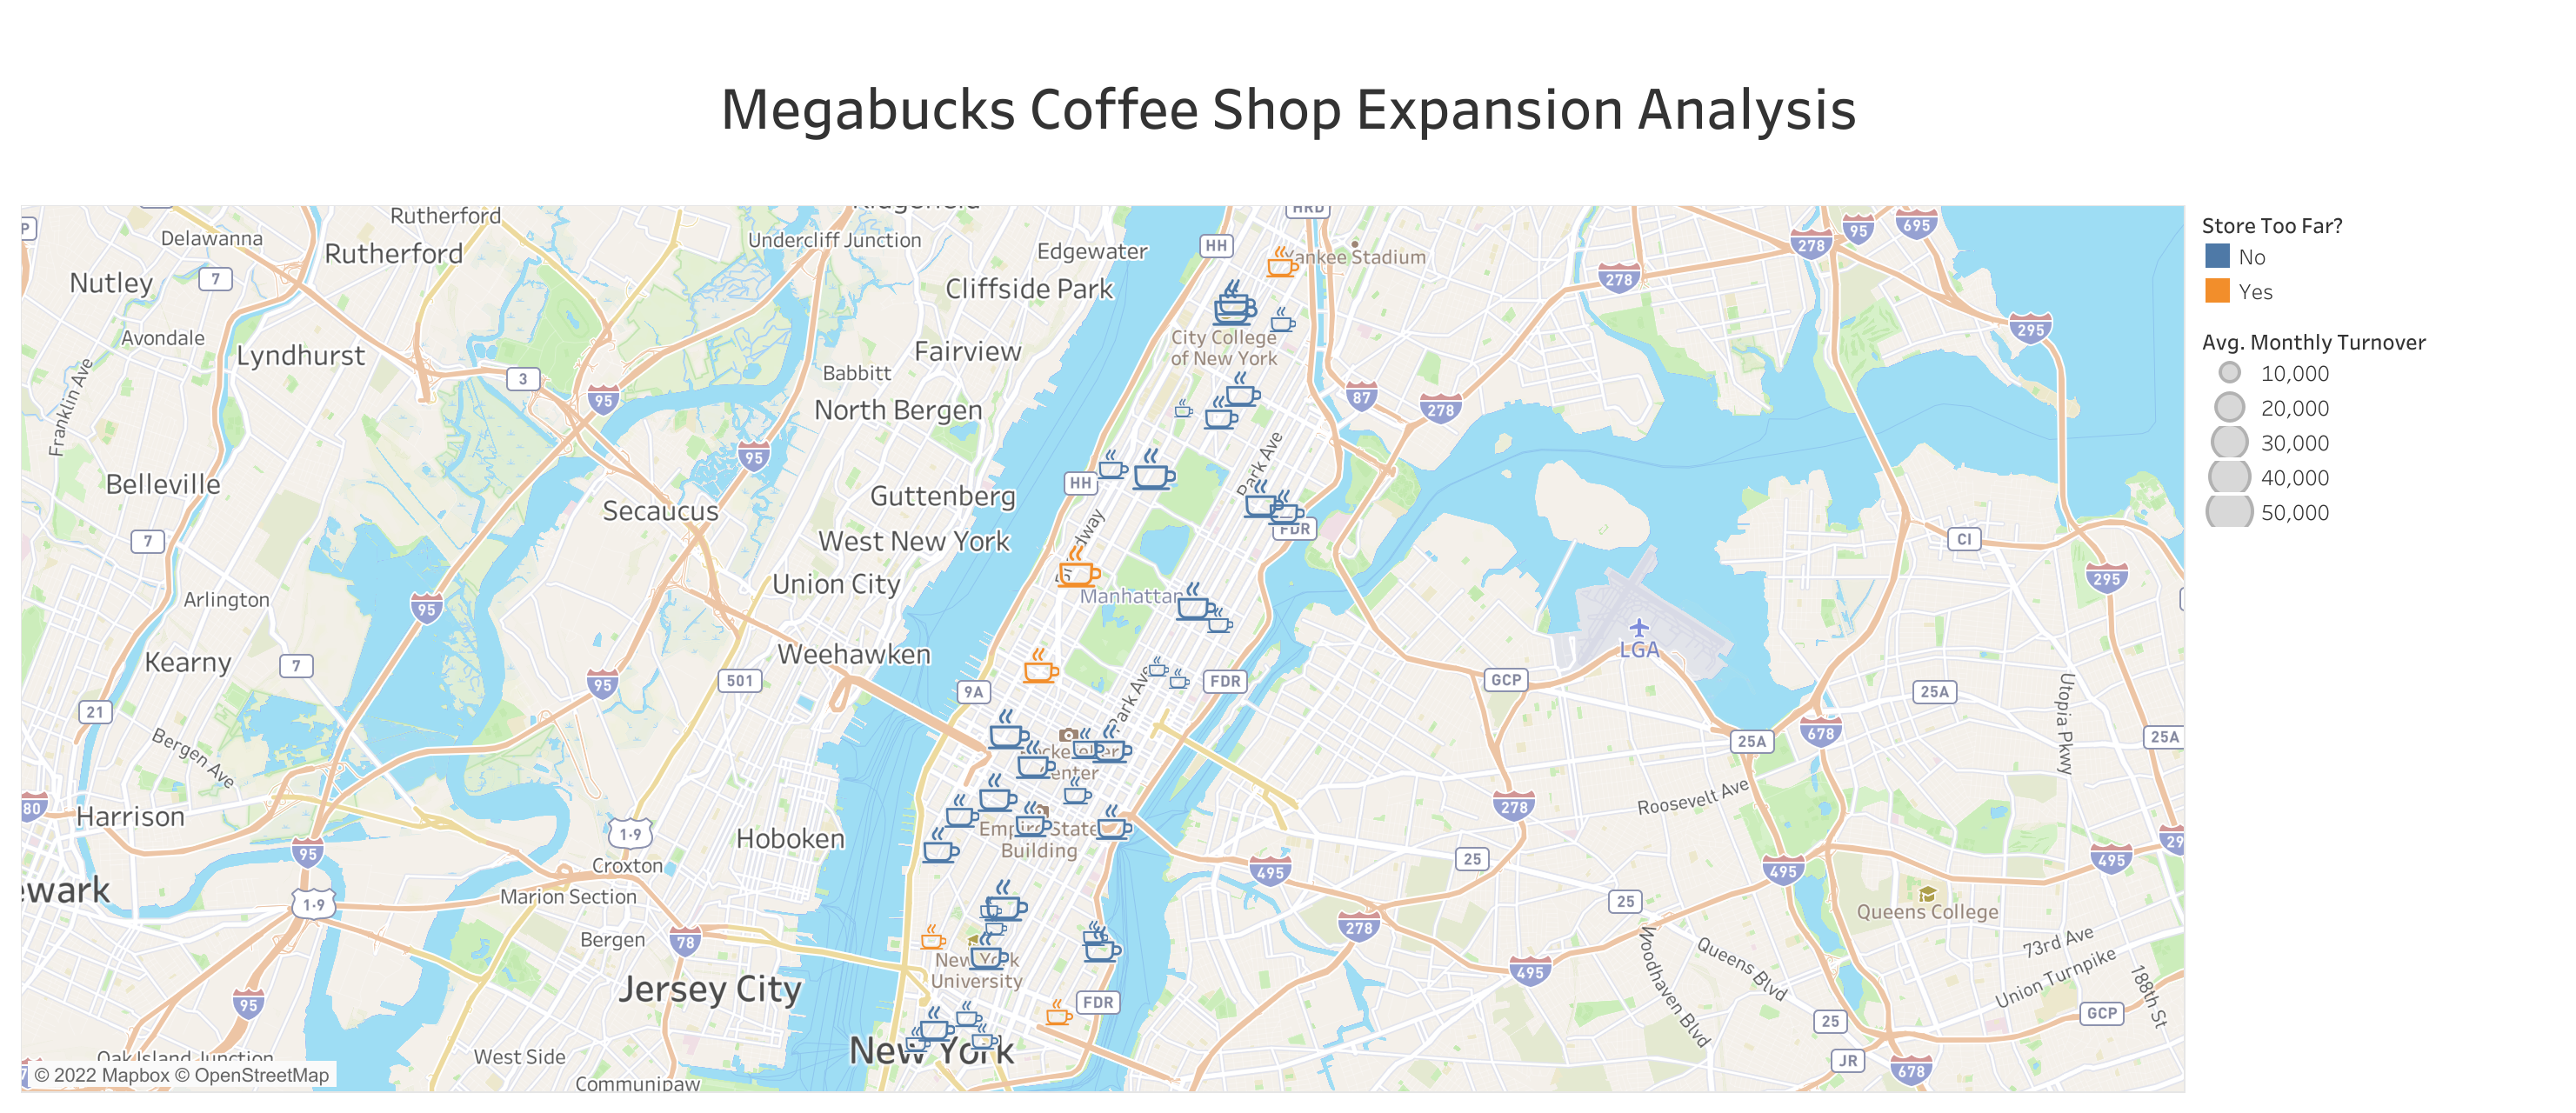 Megabucks Coffee Shop Expansion Analysis
Rutherford
Delawanna
Rutherford
Nutley
7
Undercliff Junction
Edgewater
Cliffside Park
HH
HRD
Yankee Stadium
278
278
95
695
295
Avondale
Lyndhurst
Franklin Ave
3
95
Fairview
Babbitt
North Bergen
City College
of New York
87
278
95
Belleville
Secaucus
Guttenberg
HH
Park Ave
FDR
7
West New York
Union City
Broadway
Manhattan
CI
295
Arlington
95
LGA
Kearny
7
95
501
Weehawken
9A
FDR
GCP
25A
Utopia Pkwy
21
Bergen Ave
Park Ave
Rockefeller
Center
25A
678
25A
80
Harrison
1-9
Hoboken
Empire State
Building
278
Roosevelt Ave
95
Croxton
495
25
495
495
ewark
1-9
Marion Section
25
Queens College
Bergen
78
New York
University
278
73rd Ave
Woodhaven Blvd
Queens Blvd
Union Turnpike
188th St
Jersey City
FDR
495
95
25
GCP
New York
JR
678
Oak Island Junction
West Side
Communipaw
© 2022 Mapbox © OpenStreetMap
Store Too Far?
No
Yes
Avg. Monthly Turnover
10,000
20,000
30,000
40,000
50,000